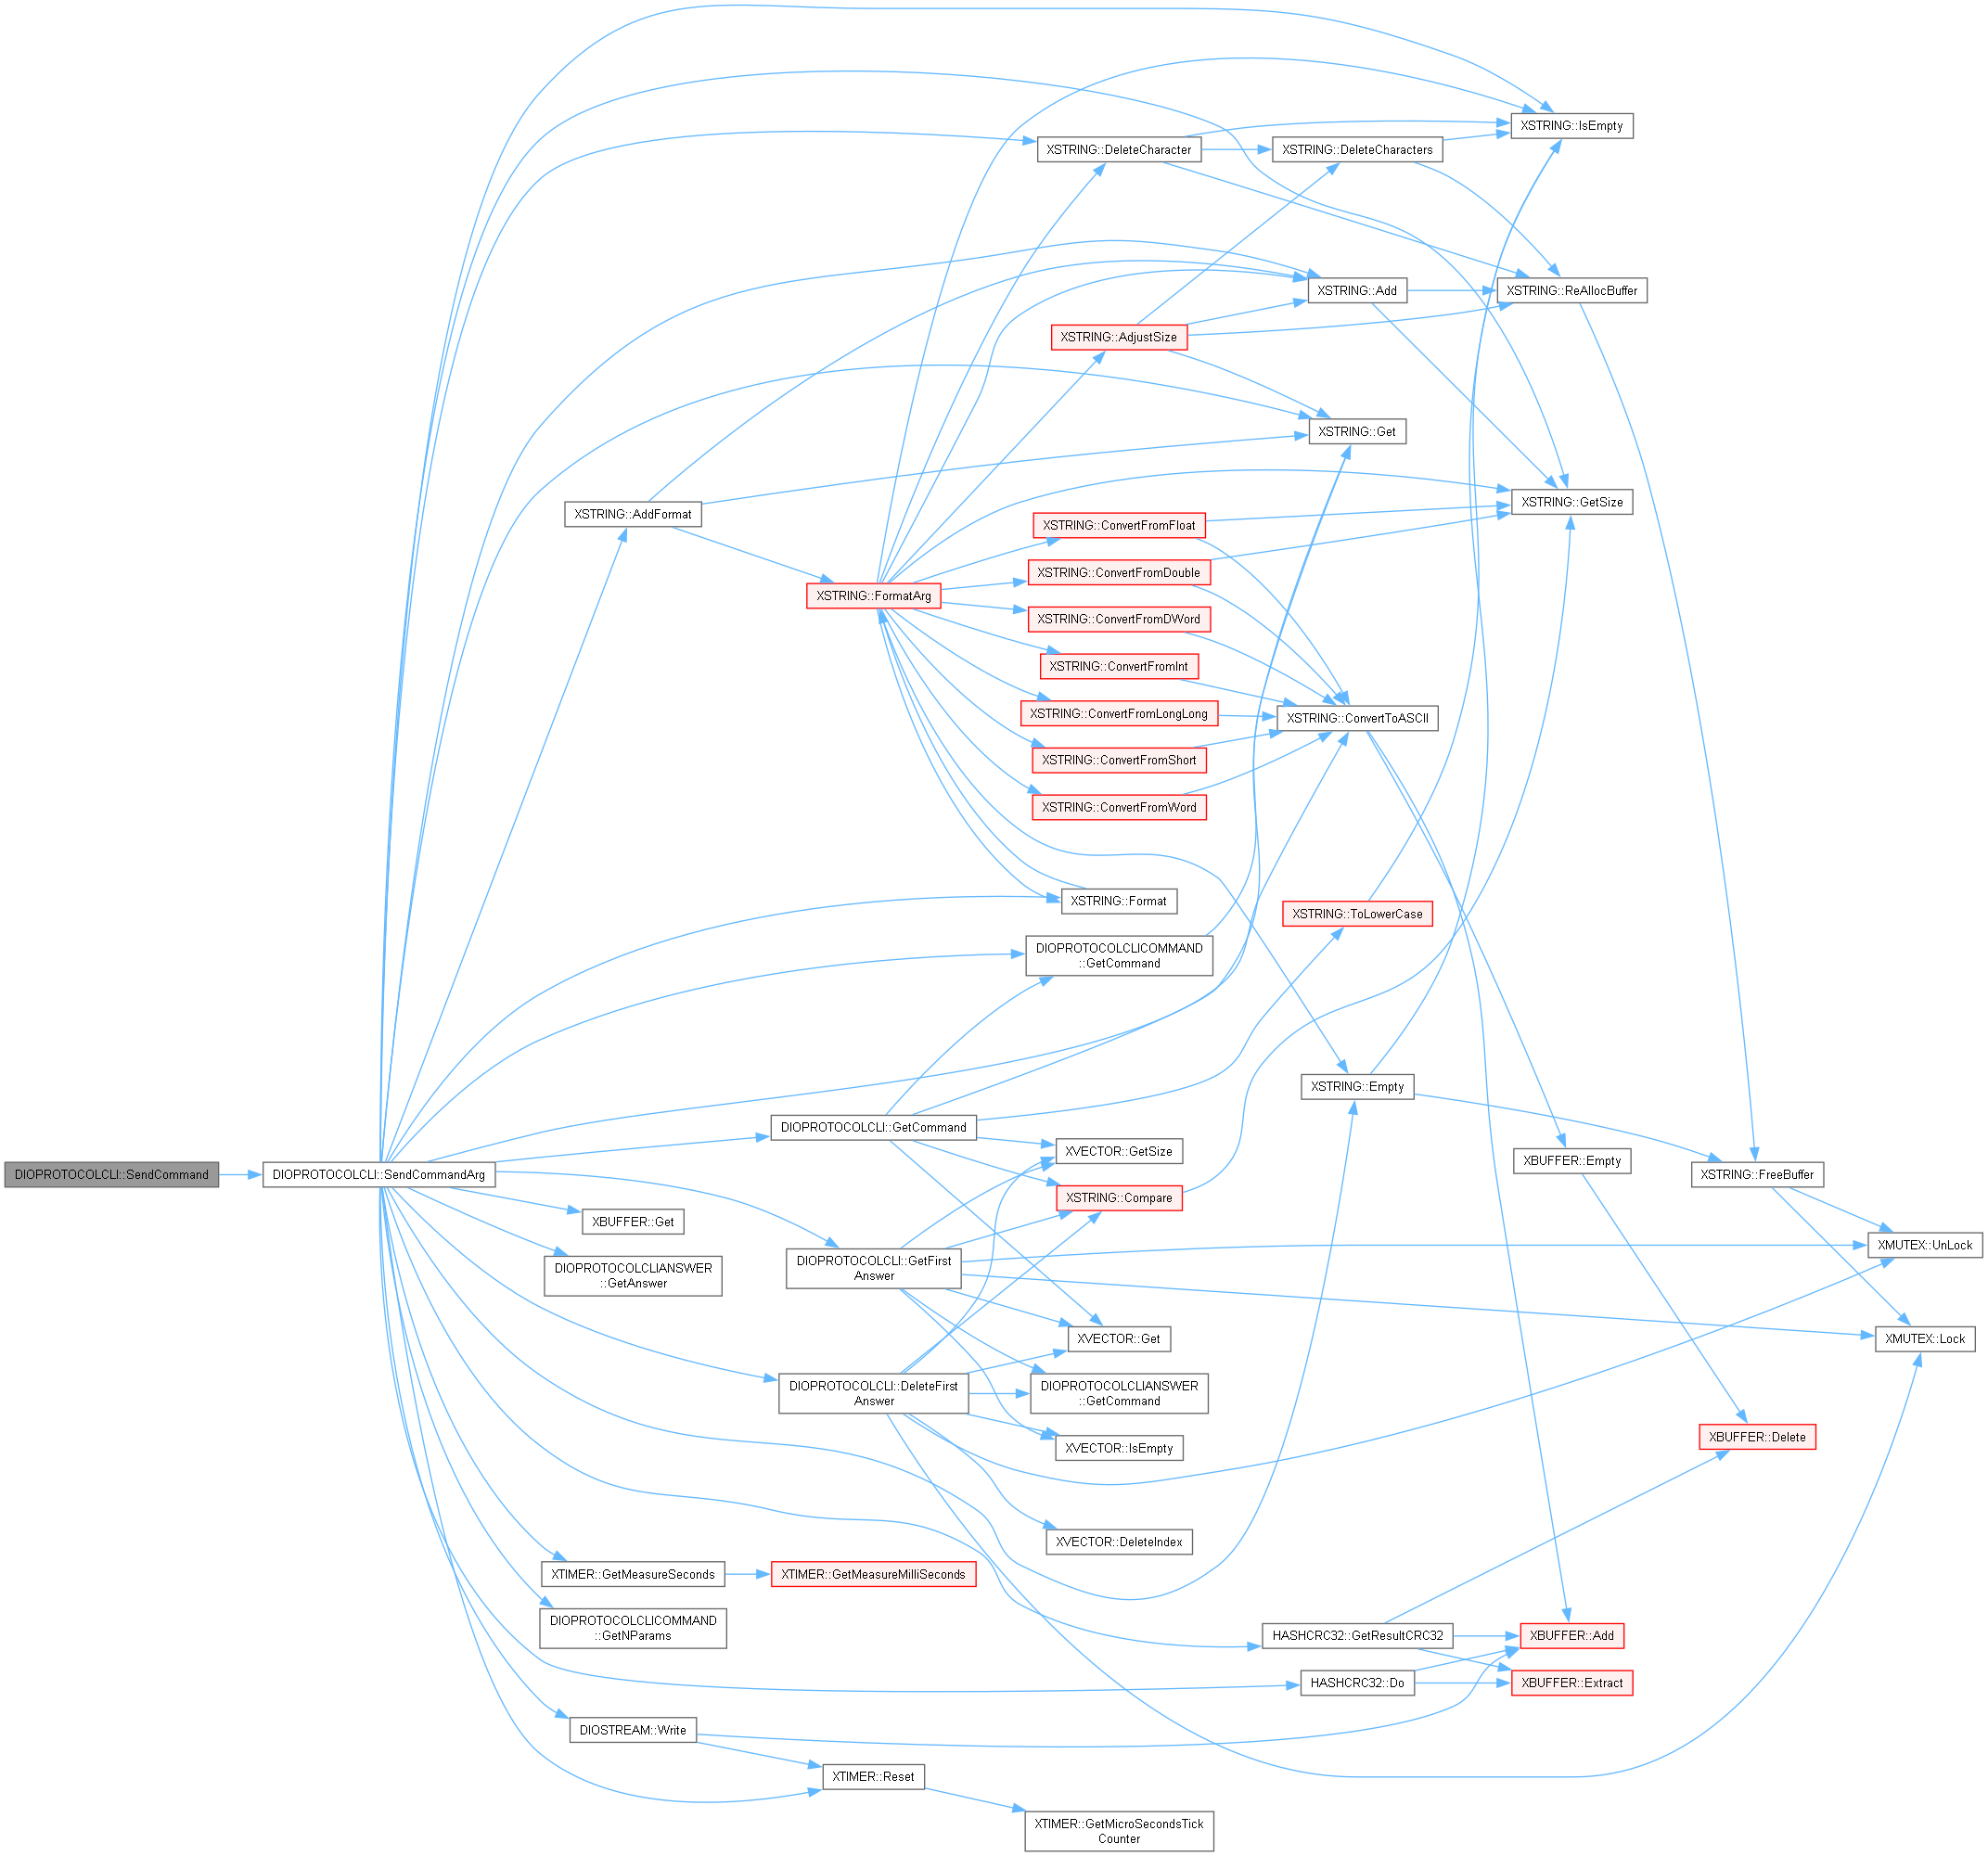 XSTRING::IsEmpty
XSTRING::DeleteCharacter
XSTRING::DeleteCharacters
XSTRING::Add
XSTRING::ReAllocBuffer
XSTRING::AdjustSize
XSTRING::Get
XSTRING::GetSize
XSTRING::AddFormat
XSTRING::ConvertFromFloat
XSTRING::ConvertFromDouble
XSTRING::FormatArg
XSTRING::ConvertFromDWord
XSTRING::ConvertFromInt
XSTRING::ConvertFromLongLong
XSTRING::ConvertToASCII
XSTRING::ConvertFromShort
XSTRING::ConvertFromWord
XSTRING::Format
XSTRING::ToLowerCase
DIOPROTOCOLCLICOMMAND
::GetCommand
XSTRING::Empty
DIOPROTOCOLCLI::GetCommand
XVECTOR::GetSize
XBUFFER::Empty
DIOPROTOCOLCLI::SendCommand
DIOPROTOCOLCLI::SendCommandArg
XSTRING::FreeBuffer
XSTRING::Compare
XBUFFER::Get
XMUTEX::UnLock
DIOPROTOCOLCLI::GetFirst
Answer
DIOPROTOCOLCLIANSWER
::GetAnswer
XVECTOR::Get
XMUTEX::Lock
DIOPROTOCOLCLI::DeleteFirst
Answer
DIOPROTOCOLCLIANSWER
::GetCommand
XBUFFER::Delete
XVECTOR::IsEmpty
XVECTOR::DeleteIndex
XTIMER::GetMeasureSeconds
XTIMER::GetMeasureMilliSeconds
DIOPROTOCOLCLICOMMAND
::GetNParams
HASHCRC32::GetResultCRC32
XBUFFER::Add
HASHCRC32::Do
XBUFFER::Extract
DIOSTREAM::Write
XTIMER::Reset
XTIMER::GetMicroSecondsTick
Counter